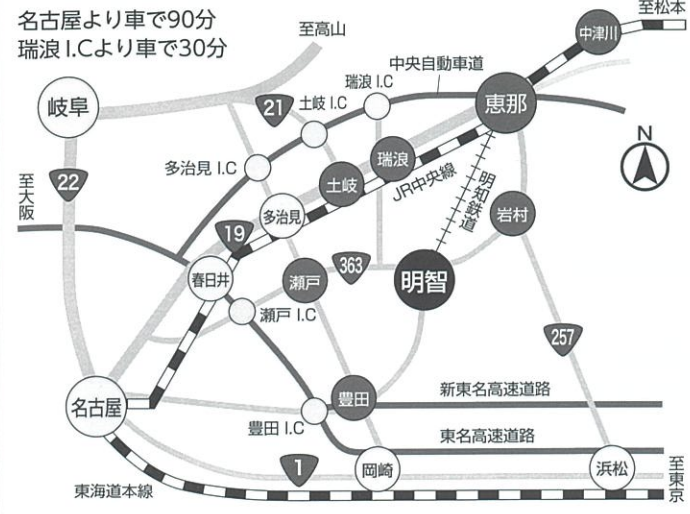 名古屋より車で90分
瑞浪I.Cより車で30分
至高山
至松本
中津川
中央自動車道
瑞浪I.C
恵那
土岐I.C
21
岐阜
N
多治見I.C
瑞浪
土岐
JR中央線
明知鉄道
22
至大阪
多治見
岩村
19
363
春日井
瀬戸
明智
瀬戸I.C
257
新東名高速道路
豊田
名古屋
豊田I.C
東名高速道路
1
岡崎
浜松
至東京
東海道本線